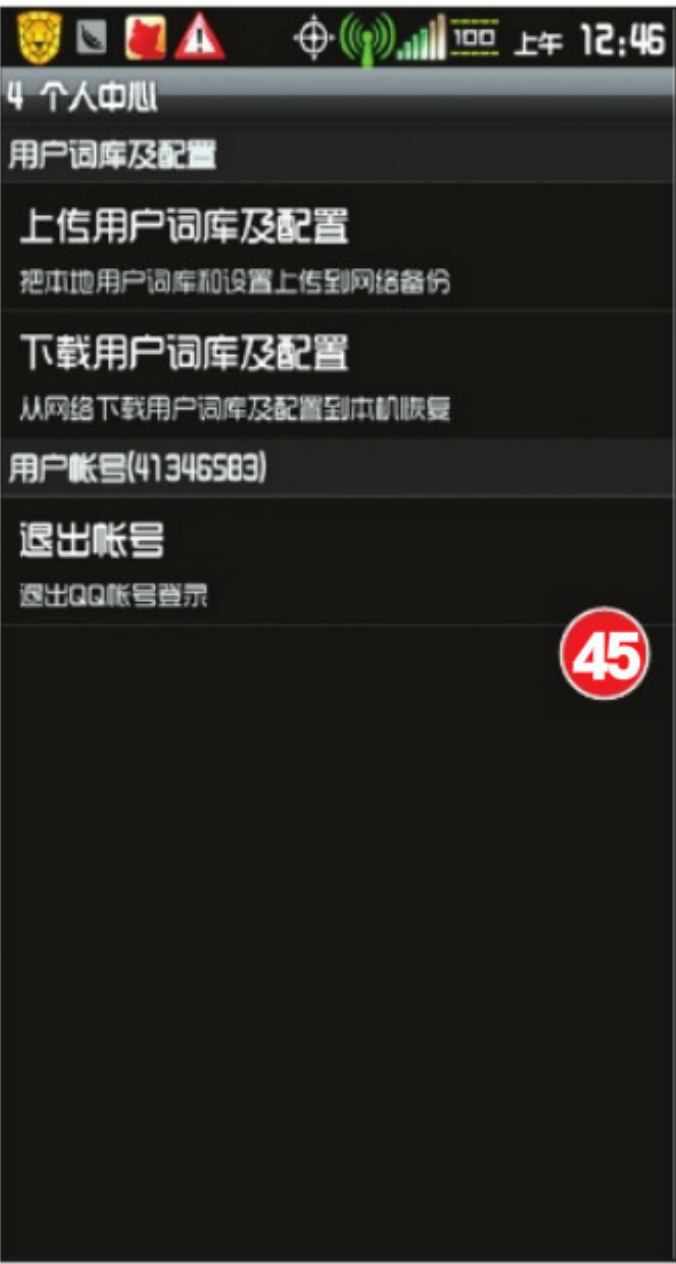 100 上午 12:46
4 个人中心
用户词库及配置
上传用户词库及配置
把本地用户词库和设置上传到网络备份
下载用户词库及配置
从网络下载用户词库及配置到本机恢复
用户帐号(41346583)
退出帐号
退出QQ帐号登录
45